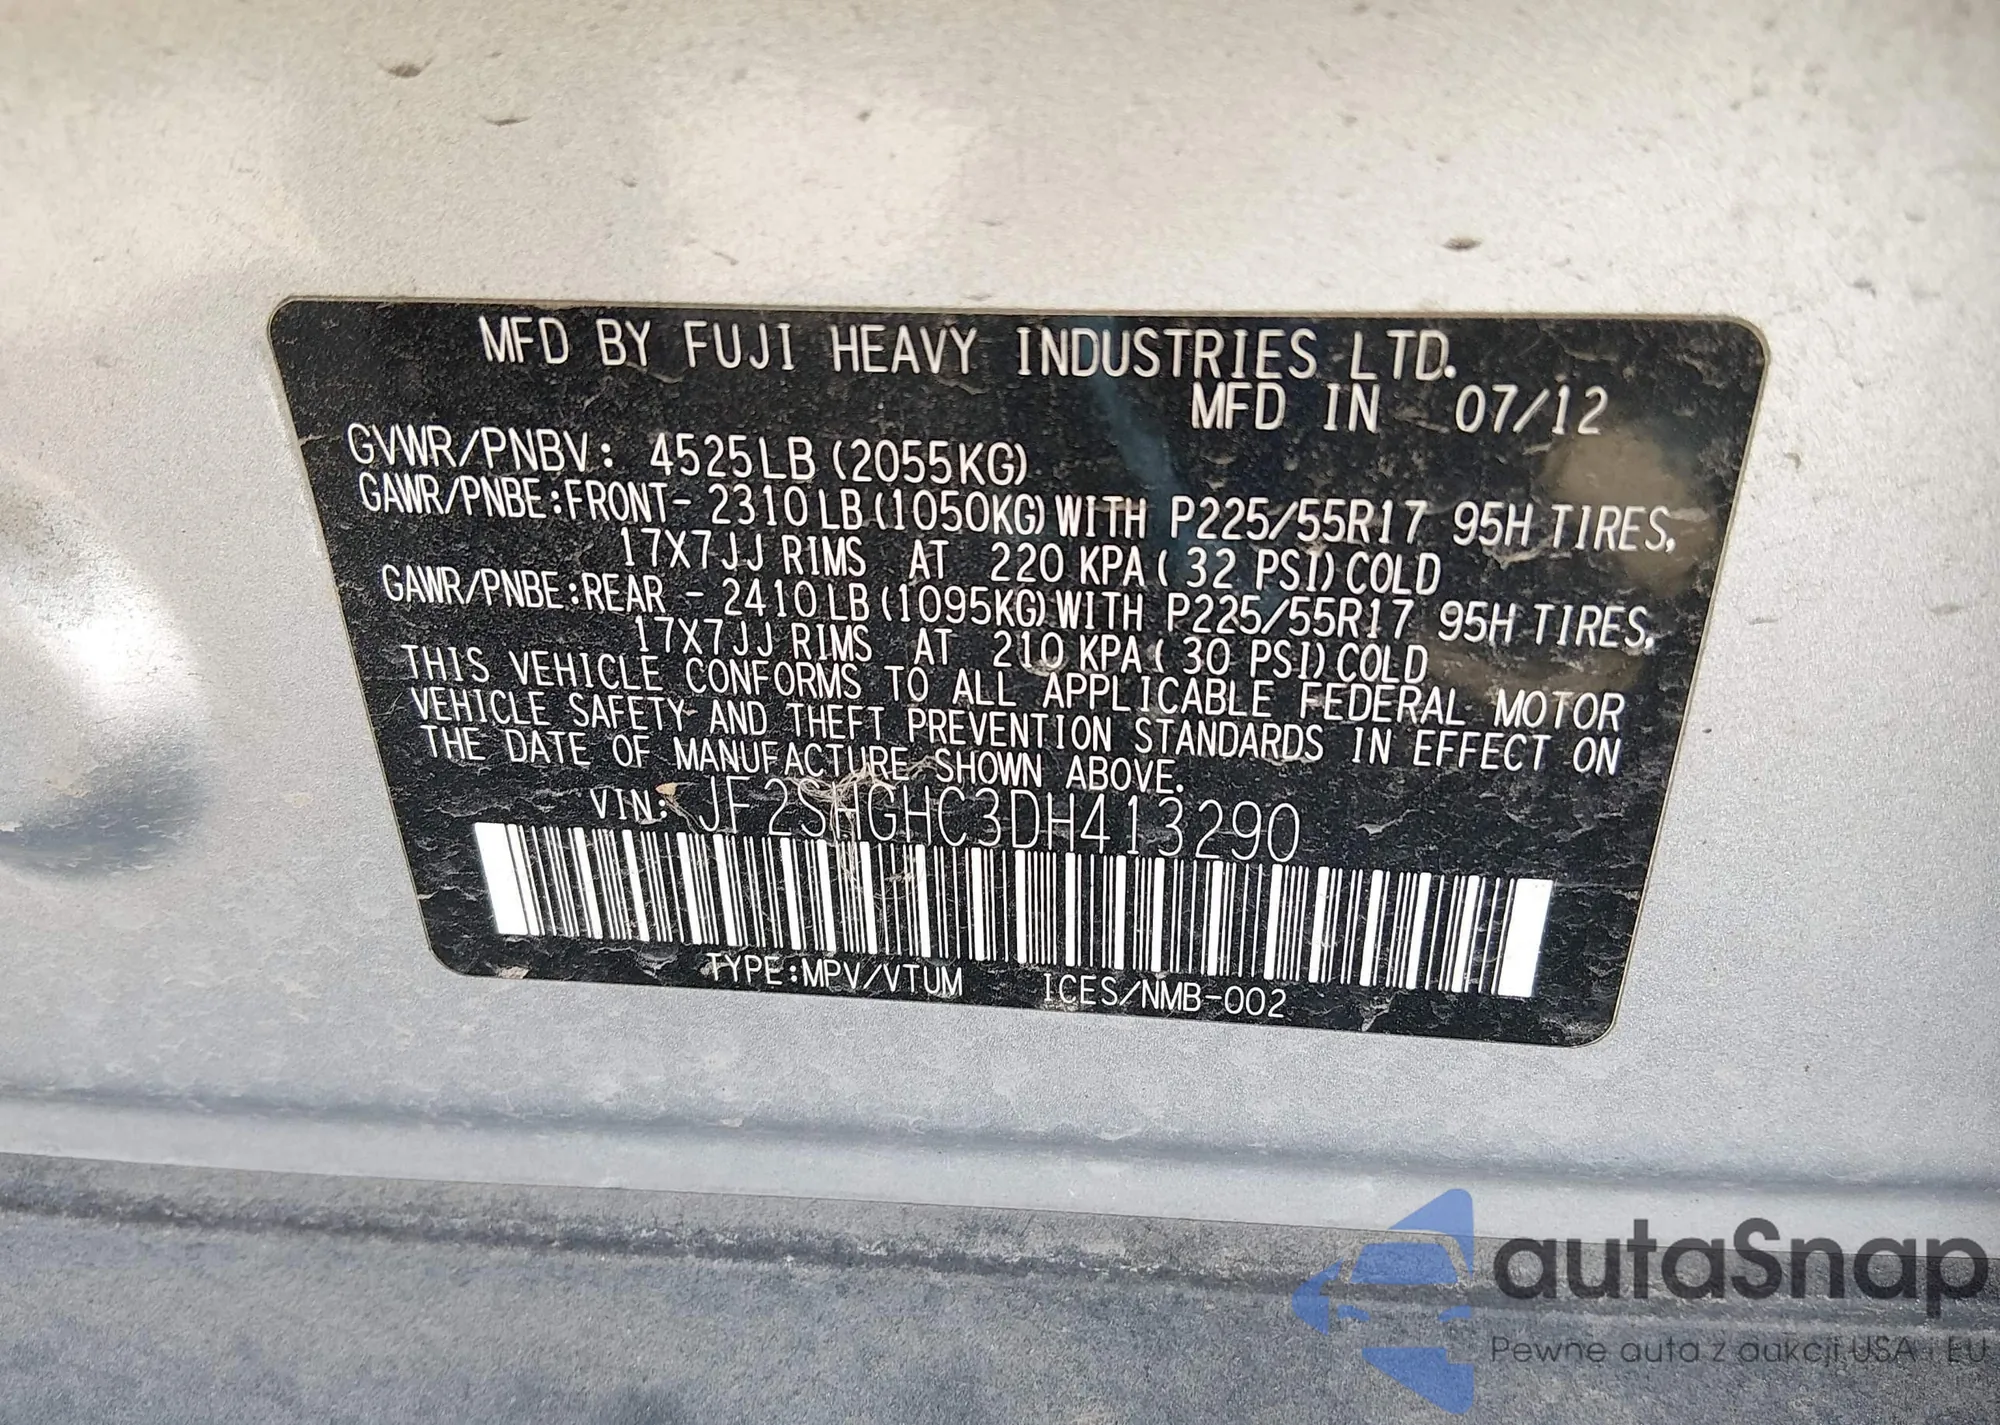 MFD BY FUJI HEAVY INDUSTRIES LTD.
MFD IN 07/12
GVWR/PNBV: 4525LB (2055KG)
GAWR/PNBE:FRONT- 2310LB(1050KG)WITH P225/55R17 95H TIRES,
17X7JJ RIMS AT 220 KPA( 32 PSI)COLD
GAWR/PNBE:REAR - 2410LB(1095KG)WITH P225/55R17 95H TIRES,
17X7JJ RIMS AT 210 KPA( 30 PSI)COLD
THIS VEHICLE CONFORMS TO ALL APPLICABLE FEDERAL MOTOR
VEHICLE SAFETY AND THEFT PREVENTION STANDARDS IN EFFECT ON
THE DATE OF MANUFACTURE SHOWN ABOVE.
VIN: JF2SHGHC3DH413290
TYPE:MPV/VTUM ICES/NMB-002
autaSnap
Pewne auta z aukcji USA i EU